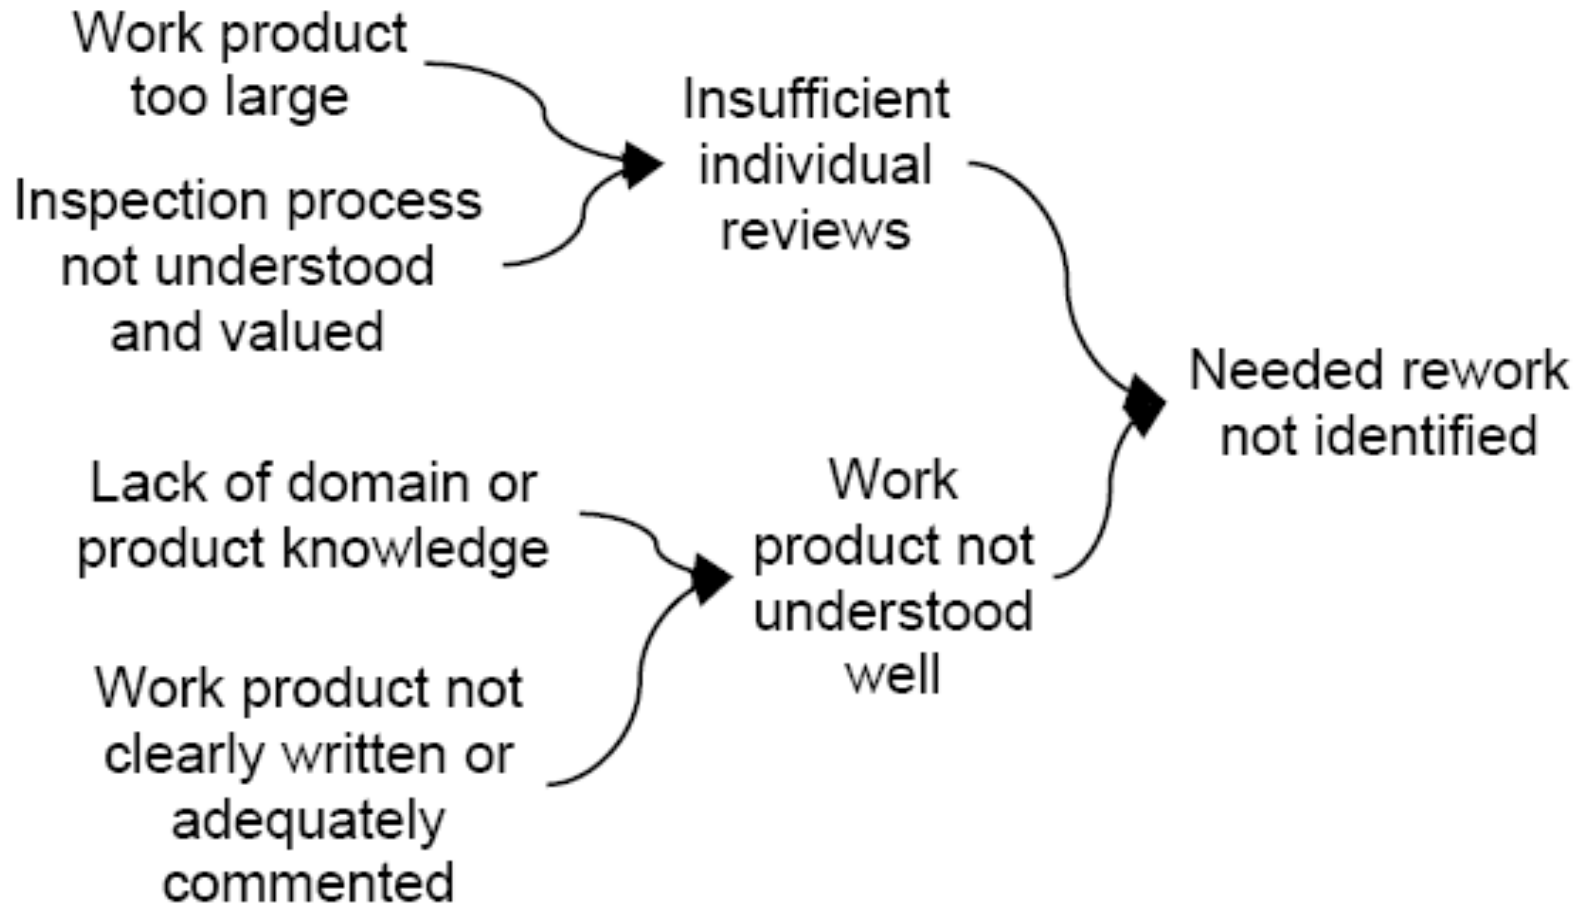 Work product
too large
Inspection process
not understood
and valued
Insufficient
individual
reviews
Lack of domain or
product knowledge
Work product not
clearly written or
adequately
commented
Work
product not
understood
well
Needed rework
not identified